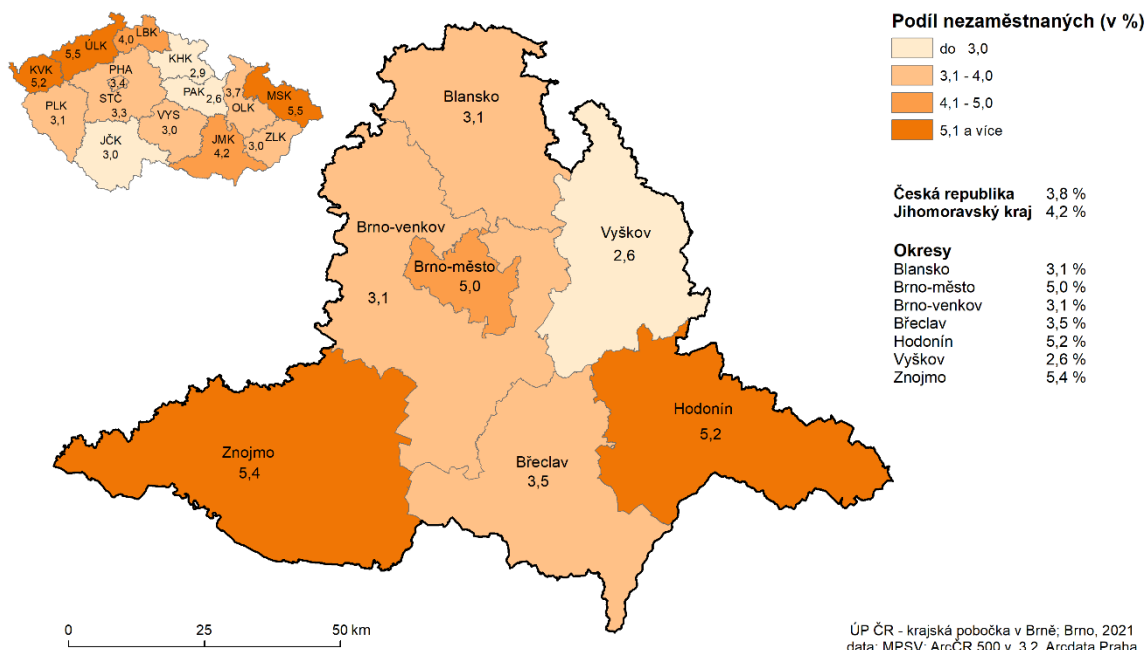 Podíl nezaměstnaných (v %)
do 3,0
3,1 - 4,0
4,1 - 5,0
5,1 a více
Česká republika 3,8 %
Jihomoravský kraj 4,2 %
Okresy
Blansko 3,1 %
Brno-město 5,0 %
Brno-venkov 3,1 %
Břeclav 3,5 %
Hodonín 5,2 %
Vyškov 2,6 %
Znojmo 5,4 %
LBK
4,0
ÚLK
5,5
KVK
5,2
KHK
2,9
PHA
3,4
STČ
3,3
PAK
2,6
3,7
OLK
MSK
5,5
PLK
3,1
VYS
3,0
JČK
3,0
JMK
4,2
ZLK
3,0
Blansko
3,1
Brno-venkov
3,1
Brno-město
5,0
Vyškov
2,6
Hodonín
5,2
Znojmo
5,4
Břeclav
3,5
0 25 50 km
ÚP ČR - krajská pobočka v Brně; Brno, 2021
data: MPSV; ArcČR 500 v. 3.2, Arcdata Praha